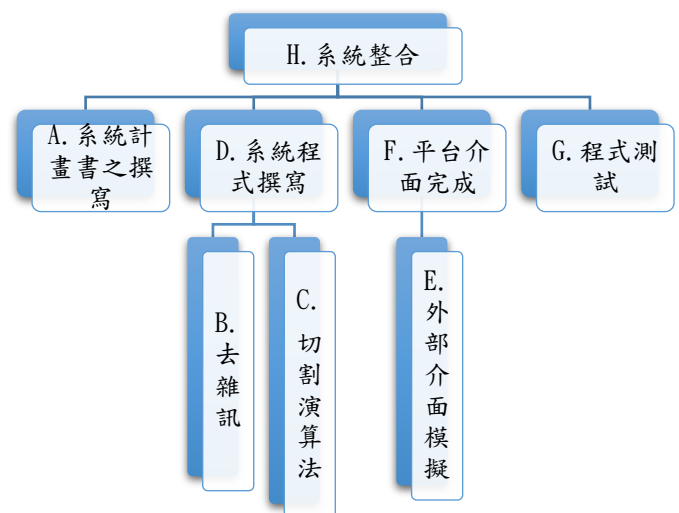 H.系統整合
A.系統計
畫書之撰
寫
D.系統程
式撰寫
F.平台介
面完成
G.程式測
試
B.
去
雜
訊
C.
切
割
演
算
法
E.
外
部
介
面
模
擬